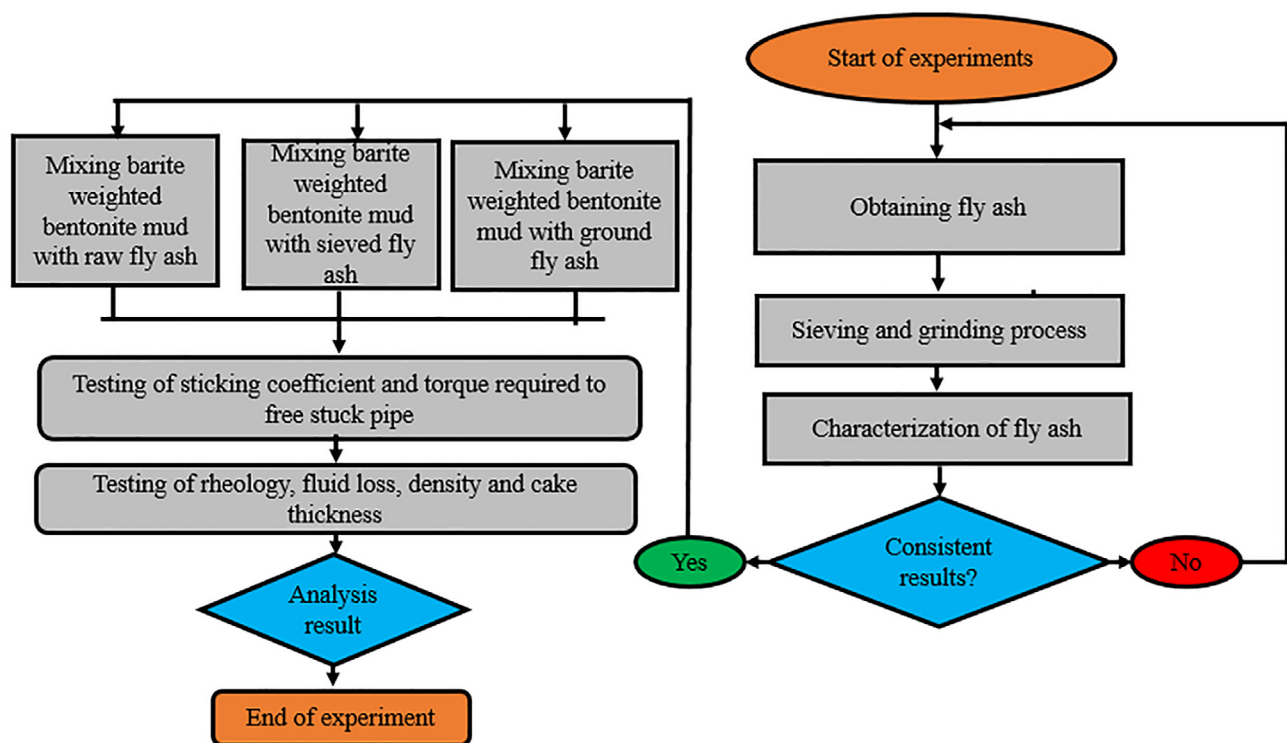 Start of experiments
Obtaining fly ash
Sieving and grinding process
Characterization of fly ash
Consistent
results?
Yes
No
Mixing barite
weighted
bentonite mud
with raw fly ash
Mixing barite
weighted
bentonite mud
with sieved fly
ash
Mixing barite
weighted bentonite
mud with ground
fly ash
Testing of sticking coefficient and torque required to
free stuck pipe
Testing of rheology, fluid loss, density and cake
thickness
Analysis
result
End of experiment